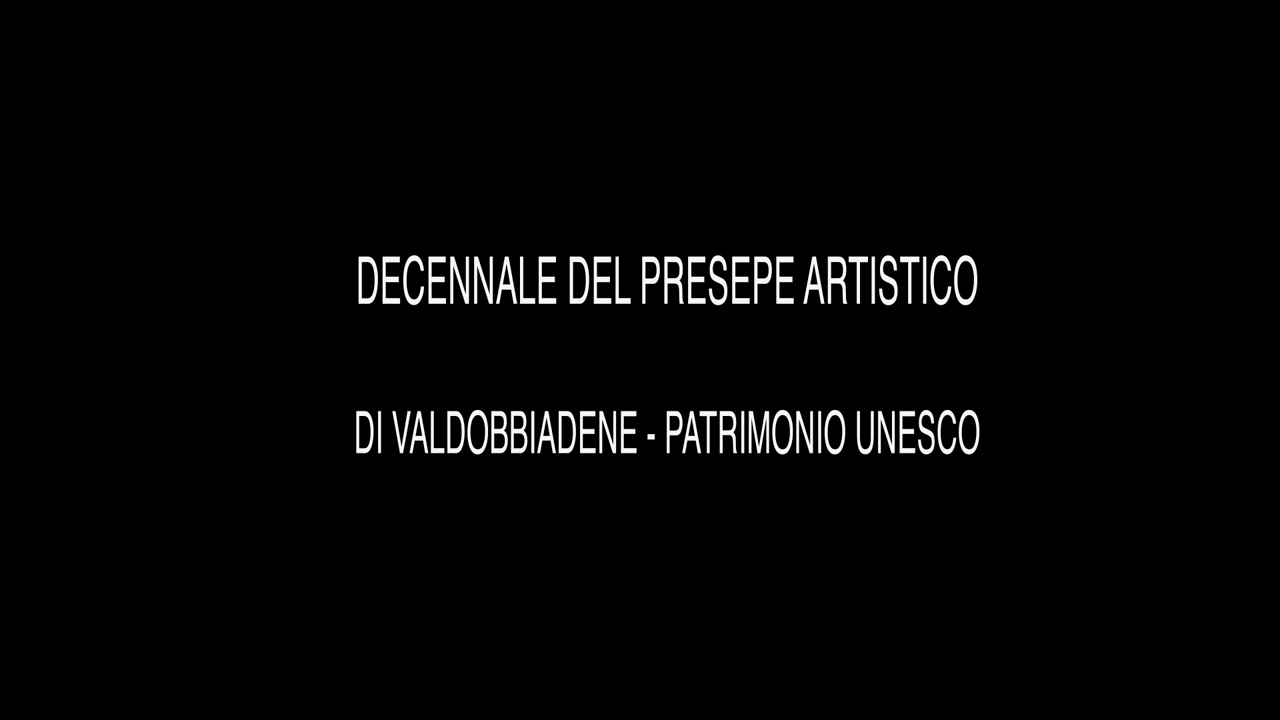 DECENNALE DEL PRESEPE ARTISTICO
DI VALDOBBIADENE - PATRIMONIO UNESCO